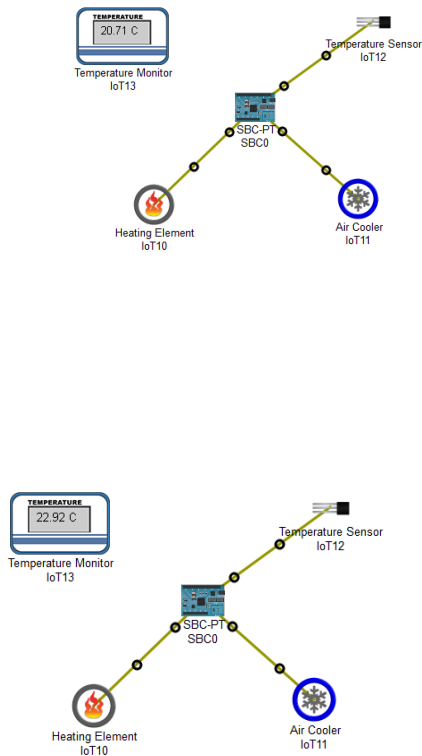 TEMPERATURE
20.71 C
Temperature Monitor
IoT13
Temperature Sensor
IoT12
SBC-PT
SBC0
Heating Element
IoT10
Air Cooler
IoT11
TEMPERATURE
22.92 C
Temperature Monitor
IoT13
Temperature Sensor
IoT12
SBC-PT
SBC0
Heating Element
IoT10
Air Cooler
IoT11